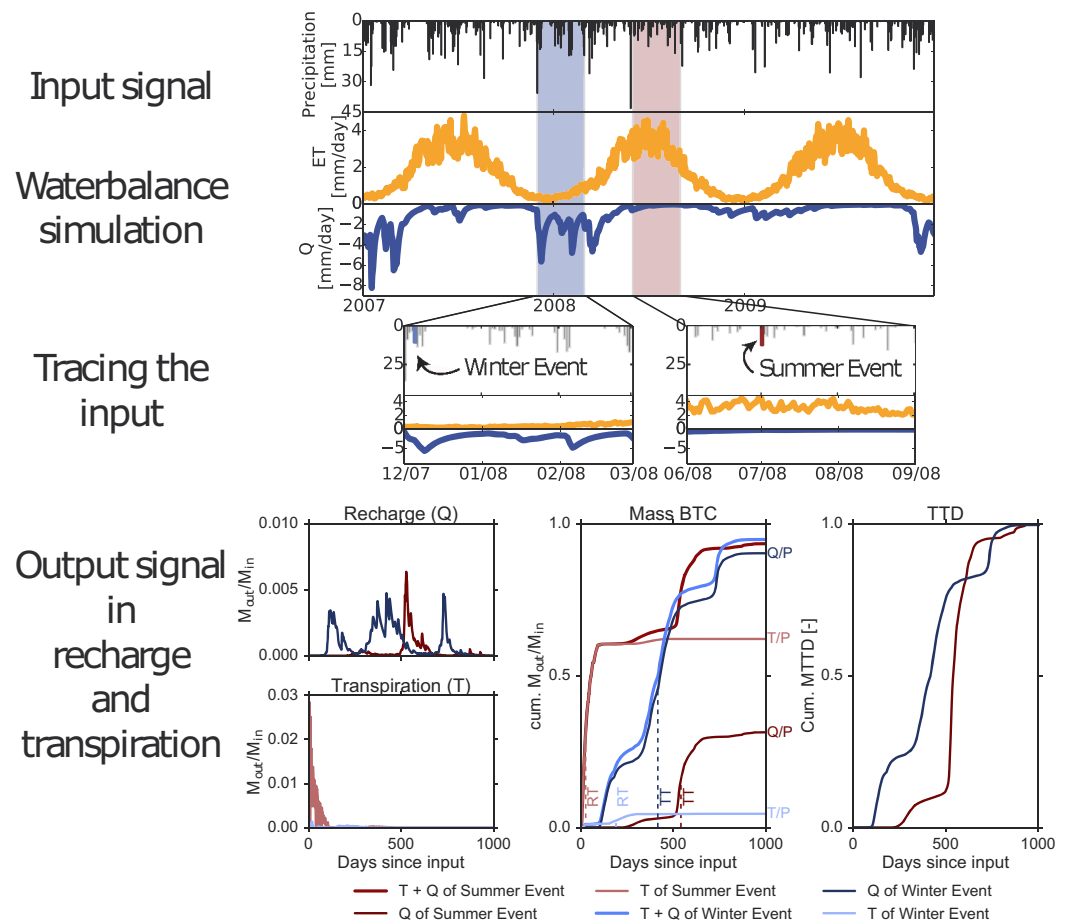 Input signal
Precipitation
[mm]
0
15
30
45
Waterbalance
simulation
ET
[mm/day]
4
2
0
Q
[mm/day]
−2
−4
−6
−8
2007
2008
2009
Tracing the
input
0
25
Winter Event
4
2
0
−5
12/07
01/08
02/08
03/08
0
25
Summer Event
4
2
0
−5
06/08
07/08
08/08
09/08
Output signal
in
recharge
and
transpiration
Recharge (Q)
Mout/Min
0.010
0.005
0.000
Transpiration (T)
Mout/Min
0.03
0.02
0.01
0.00
0
500
1000
Days since input
Mass BTC
cum. Mout/Min
1.0
0.5
0.0
Q/P
T/P
Q/P
T/P
RT
RT
TT
TT
0
500
1000
Days since input
TTD
Cum. MTTD [-]
1.0
0.5
0.0
0
500
1000
Days since input
T + Q of Summer Event
T of Summer Event
Q of Winter Event
Q of Summer Event
T + Q of Winter Event
T of Winter Event